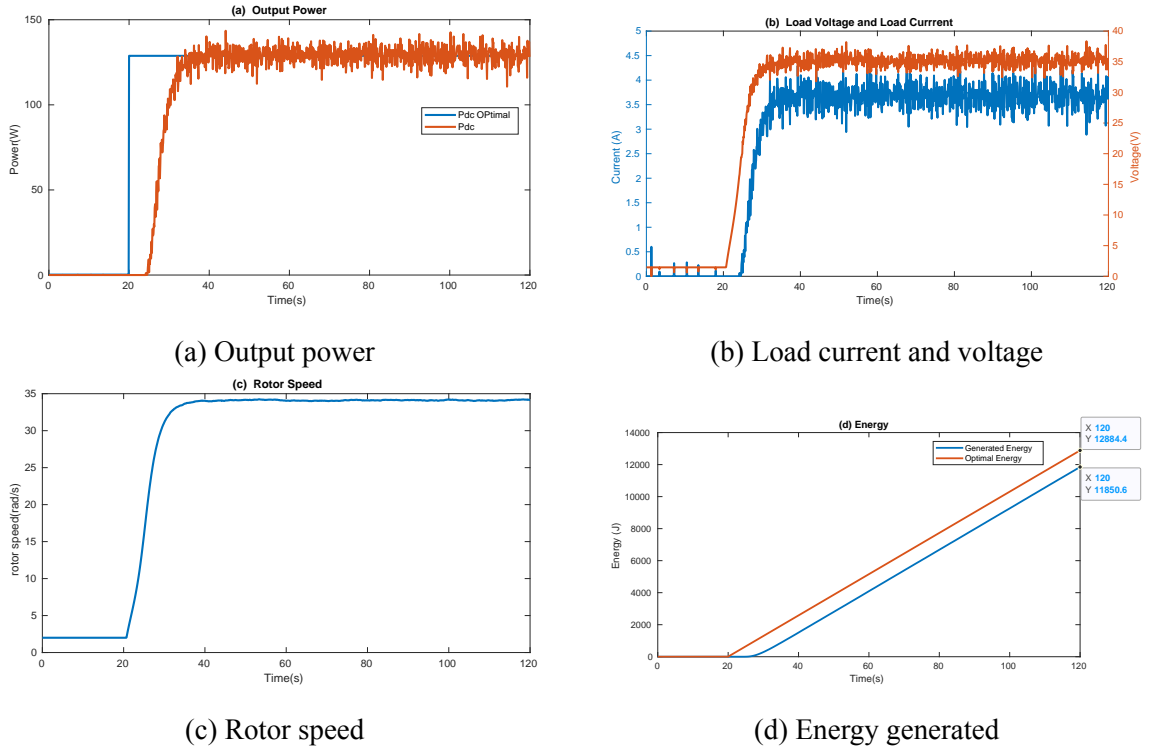 (a) Output Power
150
100
50
0
Power(W)
Pdc OPtimal
Pdc
0 20 40 60 80 100 120
Time(s)
(a) Output power
(b) Load Voltage and Load Currrent
5
4.5
4
3.5
3
2.5
2
1.5
1
0.5
0
Current (A)
40
35
30
25
20
15
10
5
0
Voltage(V)
0 20 40 60 80 100 120
Time(s)
(b) Load current and voltage
(c) Rotor Speed
35
30
25
20
15
10
5
0
rotor speed(rad/s)
0 20 40 60 80 100 120
Time(s)
(c) Rotor speed
(d) Energy
14000
12000
10000
8000
6000
4000
2000
0
Energy (J)
Generated Energy
Optimal Energy
X 120
Y 12884.4
X 120
Y 11850.6
0 20 40 60 80 100 120
Time(s)
(d) Energy generated